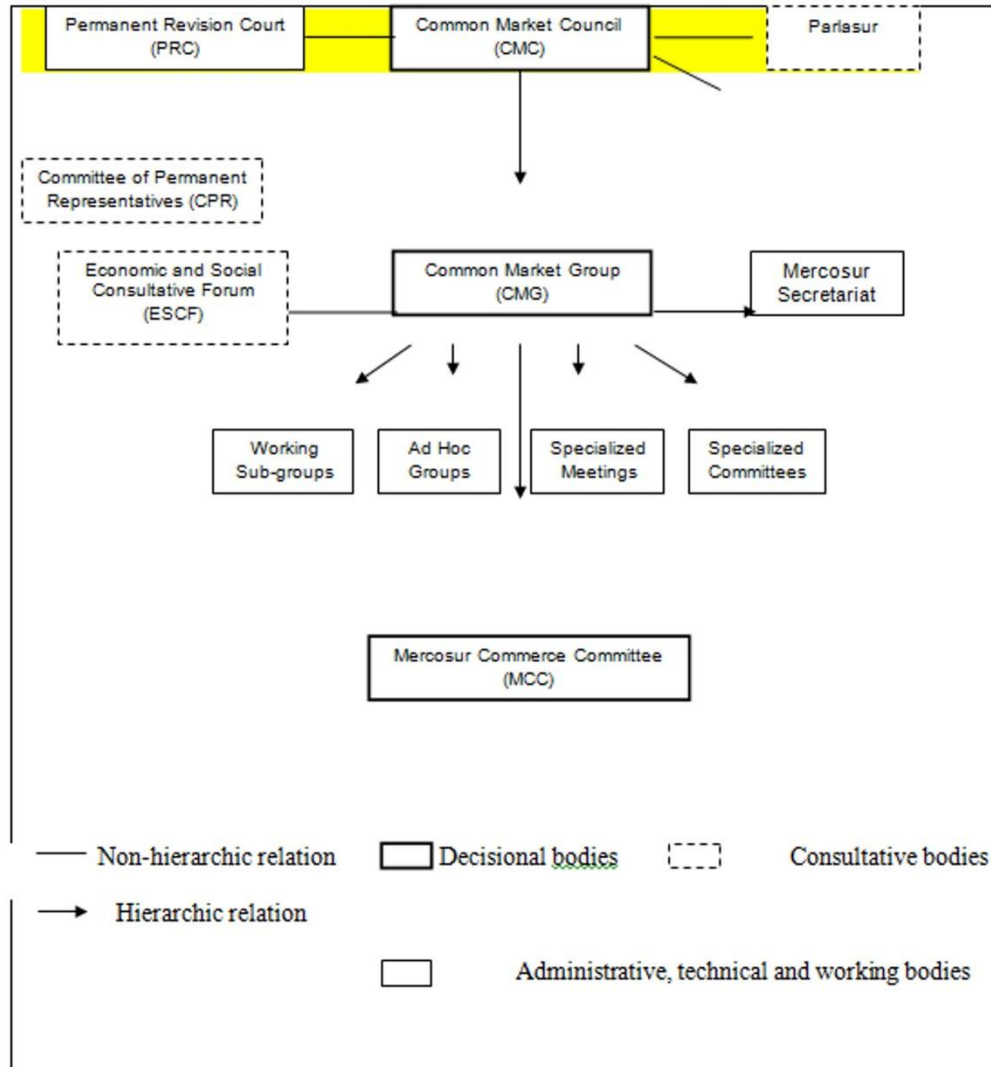 Permanent Revision Court
(PRC)
Common Market Council
(CMC)
Parlasur
Committee of Permanent
Representatives (CPR)
Economic and Social
Consultative Forum
(ESCF)
Common Market Group
(CMG)
Mercosur
Secretariat
Working
Sub-groups
Ad Hoc
Groups
Specialized
Meetings
Specialized
Committees
Mercosur Commerce Committee
(MCC)
Non-hierarchic relation
Decisional bodies
Consultative bodies
Hierarchic relation
Administrative, technical and working bodies